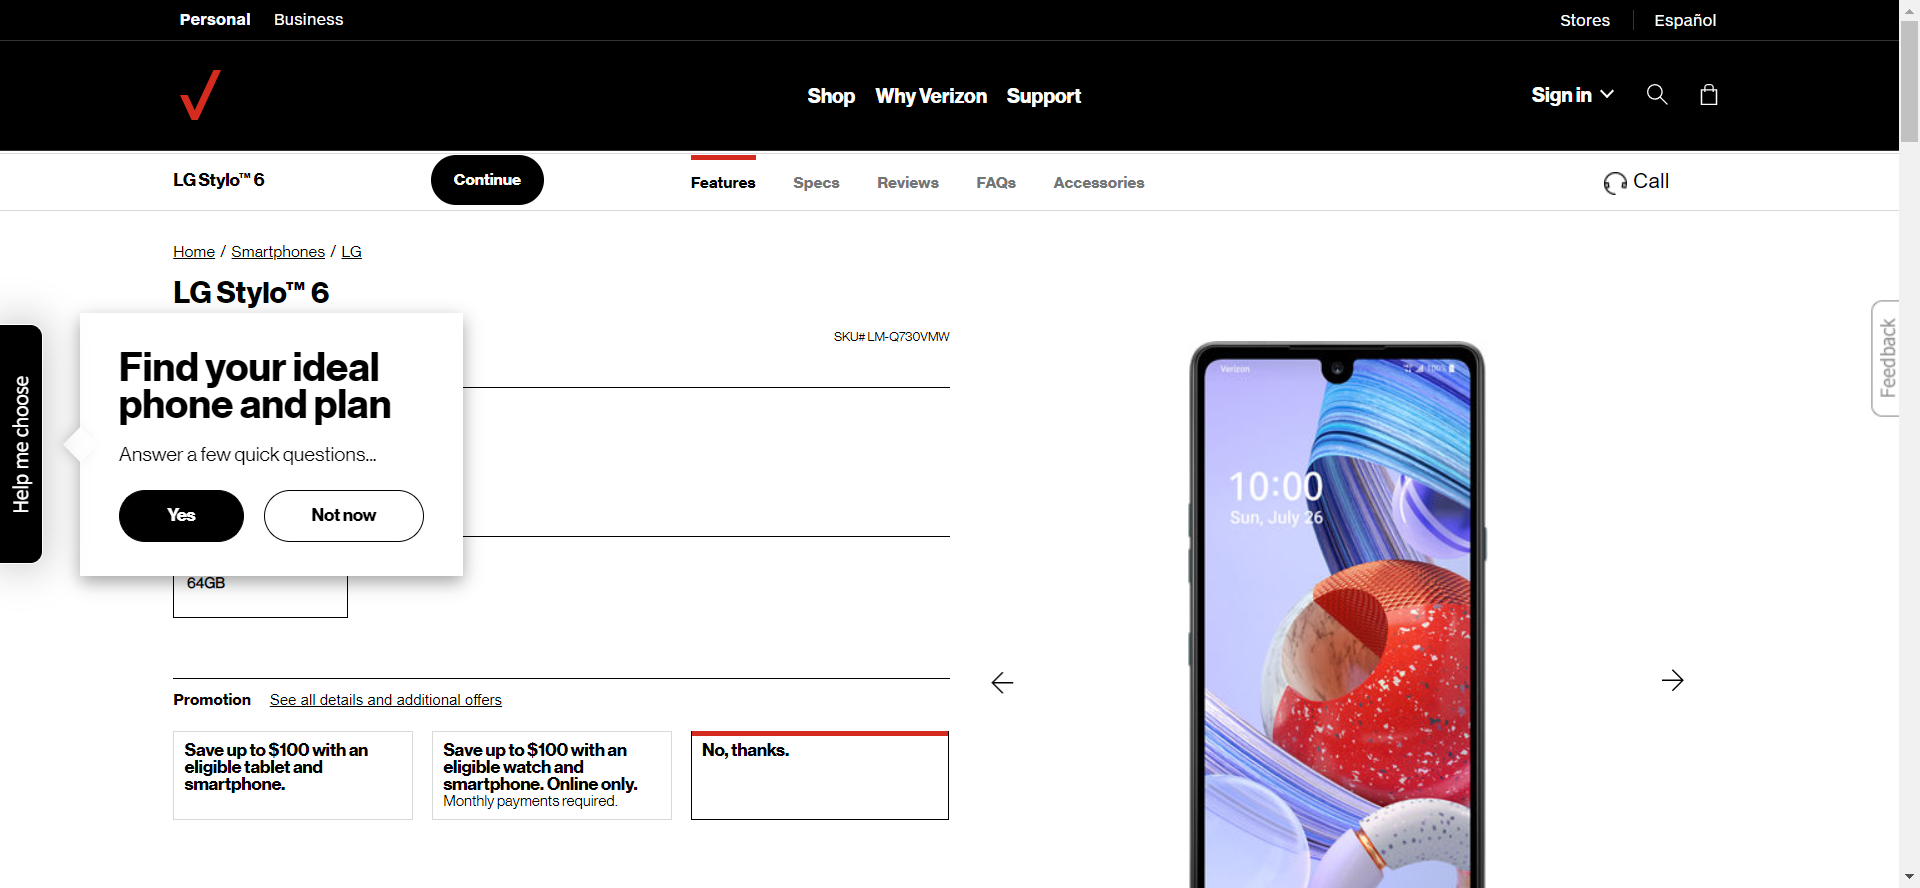 Personal Business Stores Español
Shop Why Verizon Support Sign in
LG Stylo™ 6 Continue Features Specs Reviews FAQs Accessories Call
Home / Smartphones / LG
LG Stylo™ 6
SKU# LM-Q730VMW
Help me choose
Find your ideal
phone and plan
Answer a few quick questions...
Yes Not now
64GB
Promotion See all details and additional offers
Save up to $100 with an
eligible tablet and
smartphone.
Save up to $100 with an
eligible watch and
smartphone. Online only.
Monthly payments required.
No, thanks.
Verizon 100%
10:00
Sun, July 26
Feedback